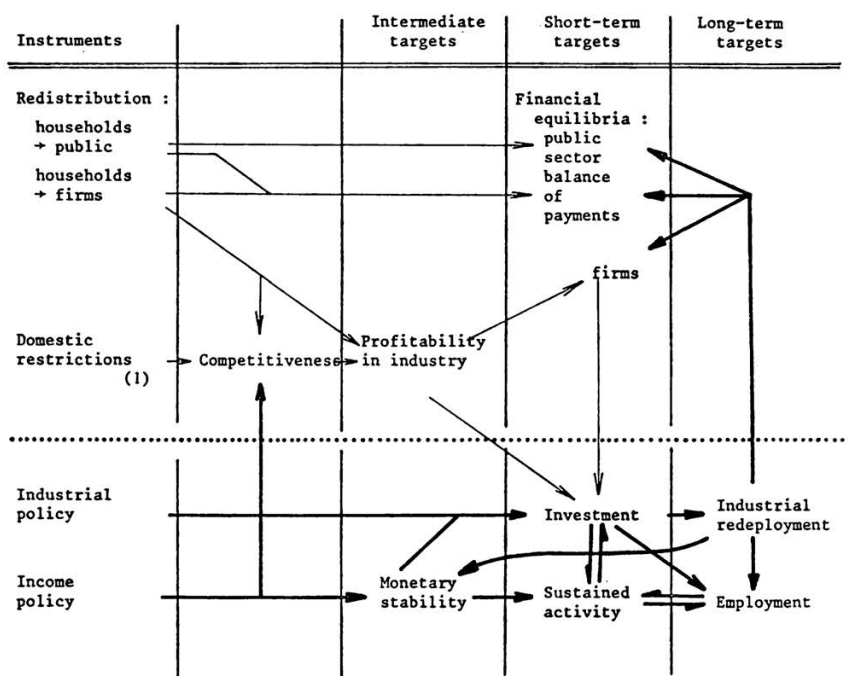 Instruments
Intermediate
targets
Short-term
targets
Long-term
targets
Redistribution :
households
→ public
households
→ firms
Financial
equilibria :
public
sector
balance
of
payments
firms
Domestic
restrictions
(1)
Competitiveness
Profitability
in industry
Industrial
policy
Investment
Industrial
redeployment
Income
policy
Monetary
stability
Sustained
activity
Employment